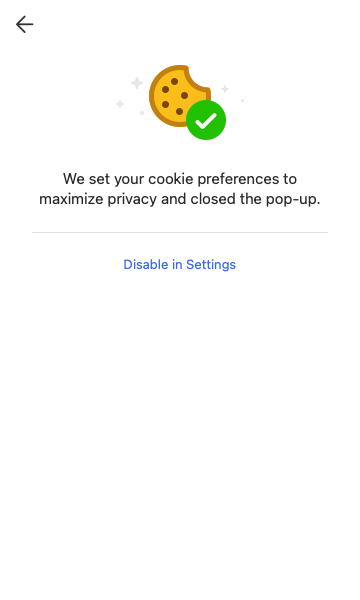 We set your cookie preferences to
maximize privacy and closed the pop-up.
Disable in Settings